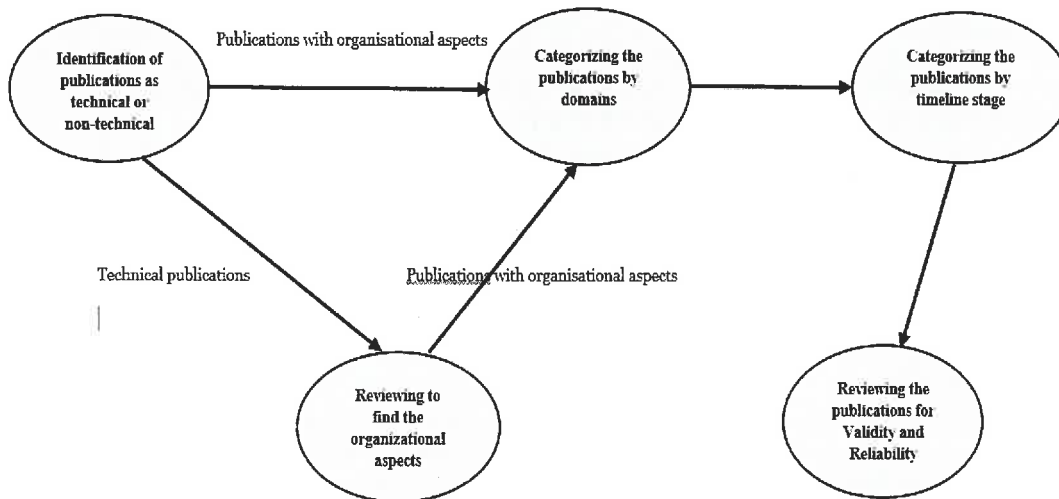 Identification of
publications as
technical or
non-technical
Publications with organisational aspects
Categorizing the
publications by
domains
Categorizing the
publications by
timeline stage
Technical publications
Publications with organisational aspects
Reviewing to
find the
organizational
aspects
Reviewing the
publications for
Validity and
Reliability